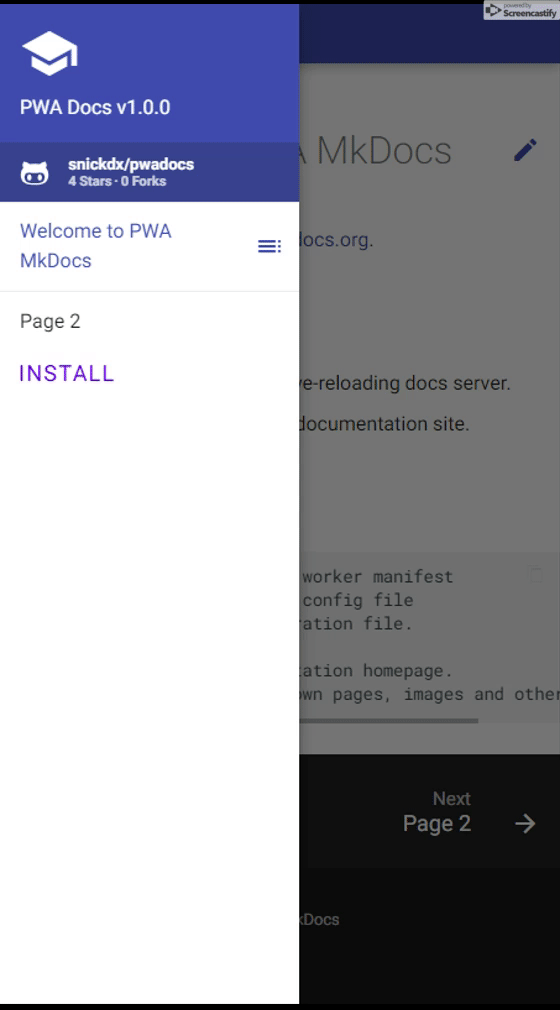 powered by
Screencastify
PWA Docs v1.0.0
snickdx/pwadocs
4 Stars · 0 Forks
Welcome to PWA
MkDocs
Page 2
INSTALL
MkDocs
docs.org.
ve-reloading docs server.
documentation site.
worker manifest
config file
ration file.
tation homepage.
own pages, images and other
Next
Page 2
kDocs